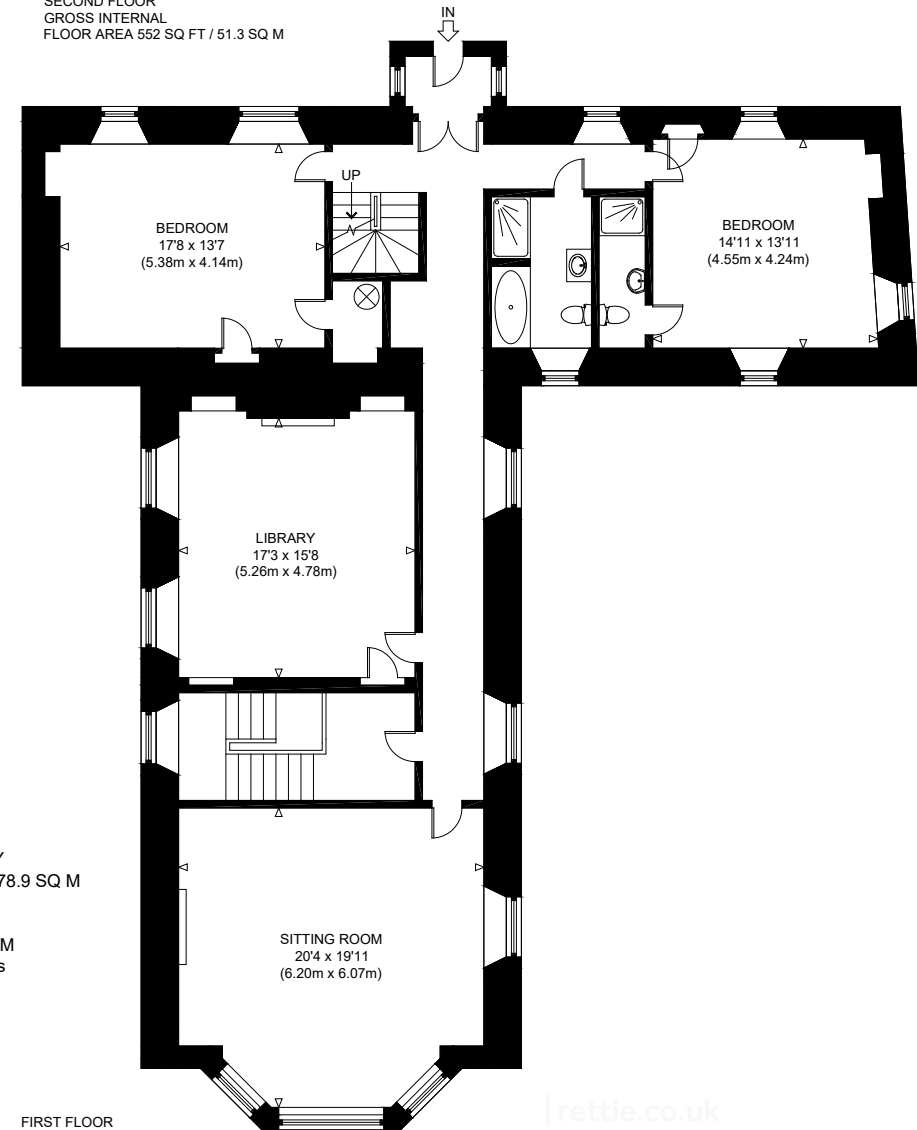 SECOND FLOOR
GROSS INTERNAL
FLOOR AREA 552 SQ FT / 51.3 SQ M
IN
UP
BEDROOM
17'8 x 13'7
(5.38m x 4.14m)
BEDROOM
14'11 x 13'11
(4.55m x 4.24m)
LIBRARY
17'3 x 15'8
(5.26m x 4.78m)
78.9 SQ M
M
s
SITTING ROOM
20'4 x 19'11
(6.20m x 6.07m)
FIRST FLOOR
rettie.co.uk